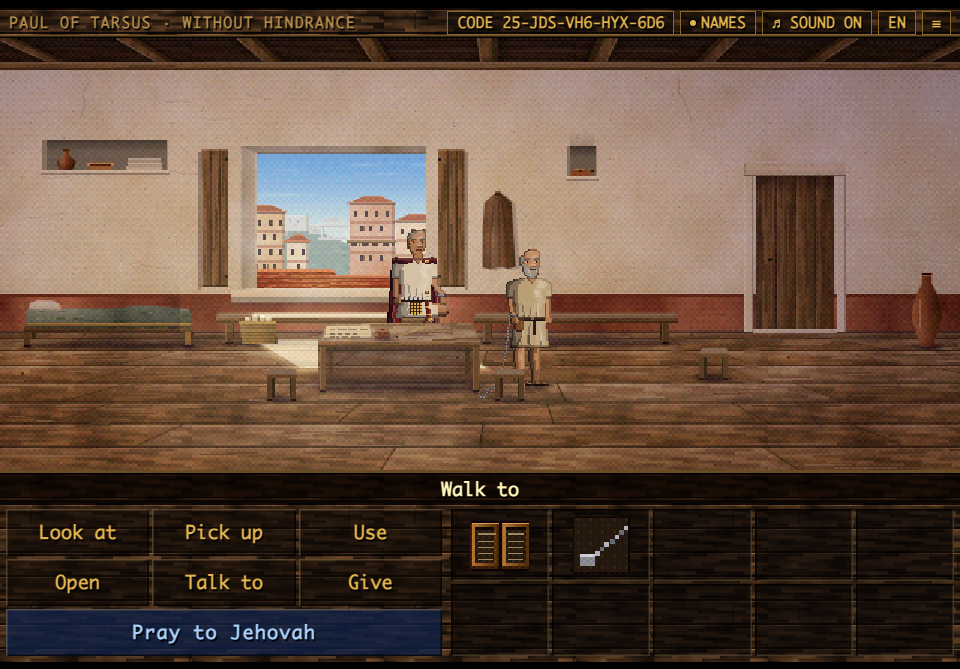 PAUL OF TARSUS · WITHOUT HINDRANCE
CODE 25-JDS-VH6-HYX-6D6
● NAMES
♬ SOUND ON
EN
≡
Walk to
Look at
Pick up
Use
Open
Talk to
Give
Pray to Jehovah